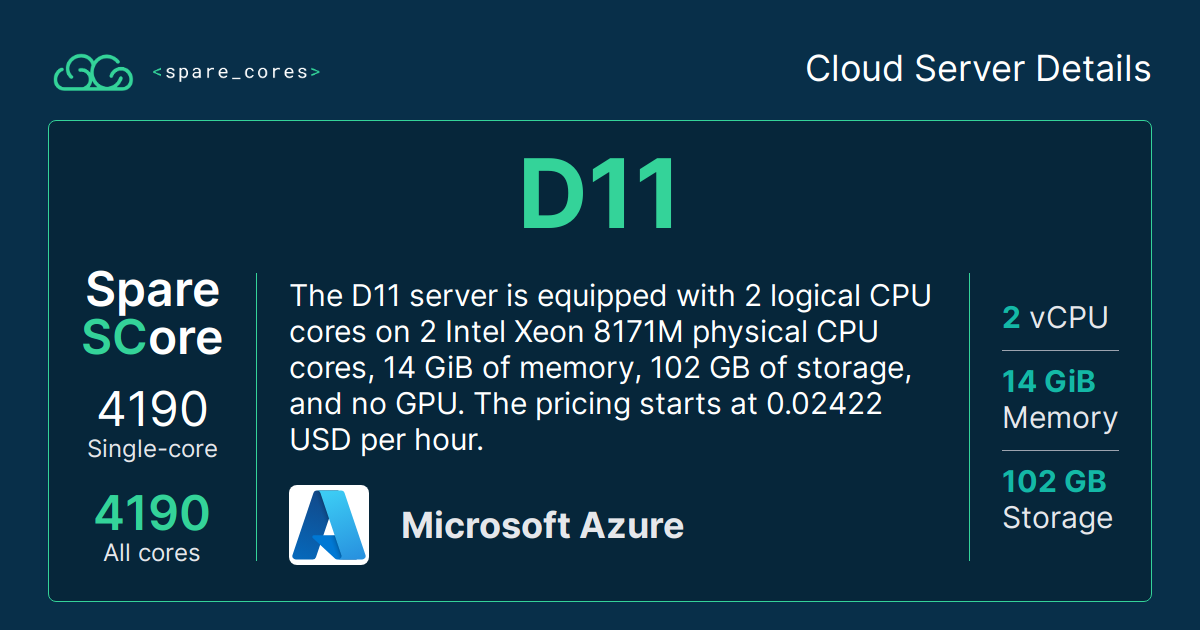 <spare_cores>
Cloud Server Details
D11
Spare
SCore
4190
Single-core
4190
All cores
The D11 server is equipped with 2 logical CPU
cores on 2 Intel Xeon 8171M physical CPU
cores, 14 GiB of memory, 102 GB of storage,
and no GPU. The pricing starts at 0.02422
USD per hour.
Microsoft Azure
2 vCPU
14 GiB
Memory
102 GB
Storage